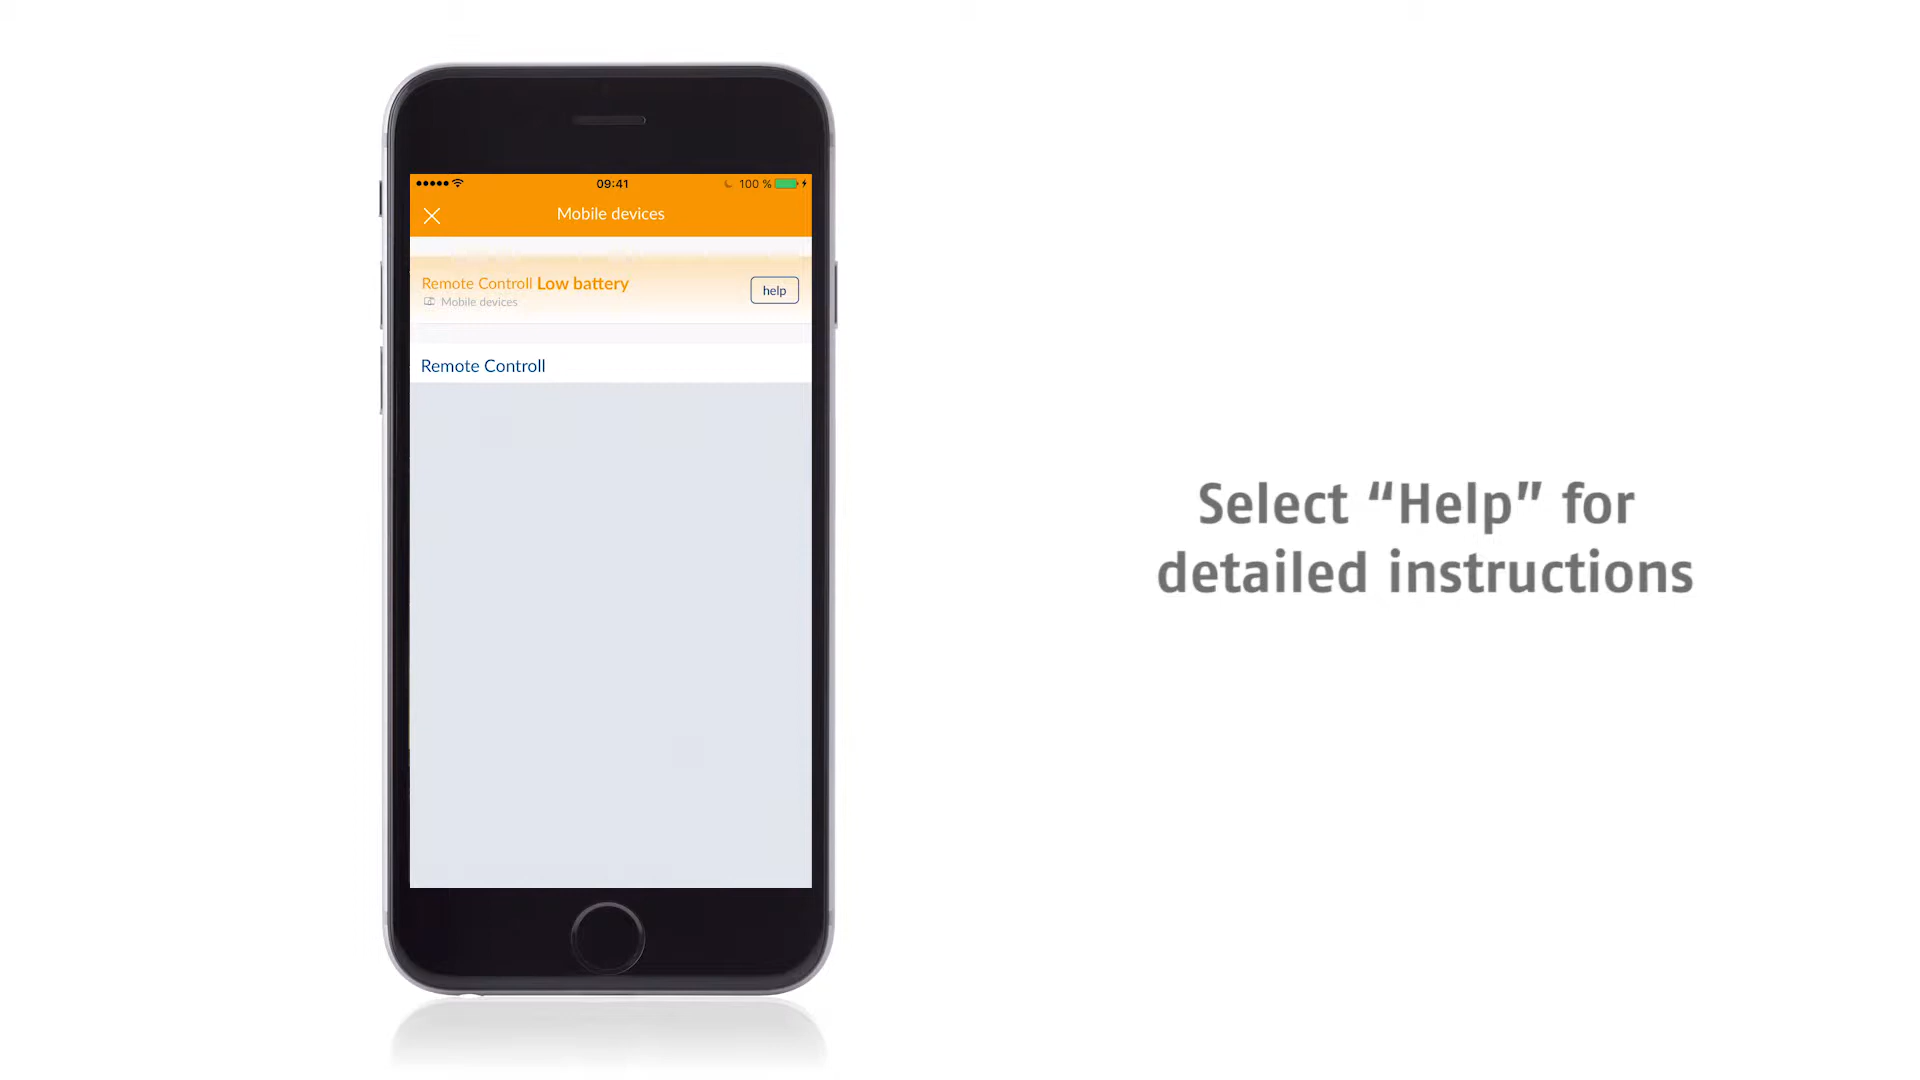 09:41
100 %
Mobile devices
Remote Controll Low battery
help
Mobile devices
Remote Controll
Select “Help” for
detailed instructions